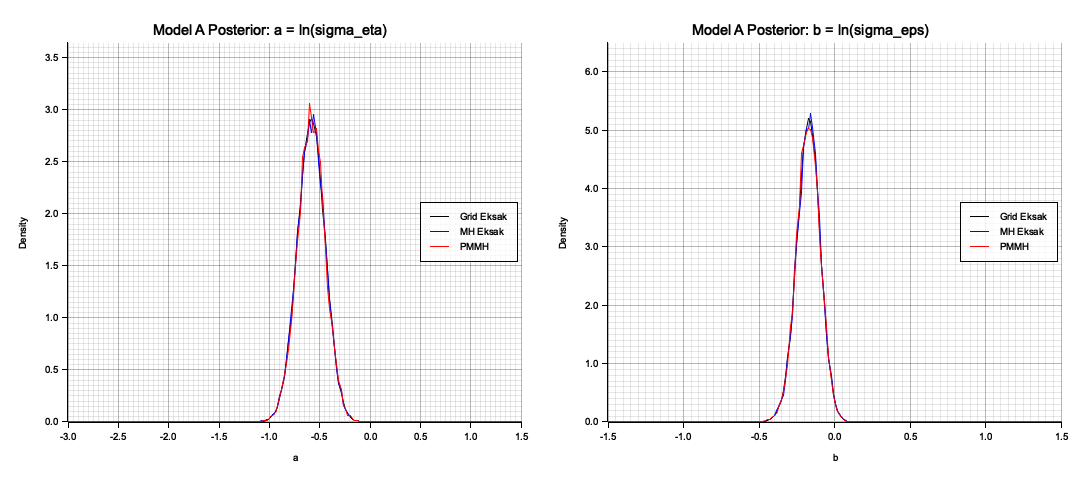 Model A Posterior: a = ln(sigma_eta)
3.5
3.0
2.5
2.0
1.5
1.0
0.5
0.0
Density
-3.0 -2.5 -2.0 -1.5 -1.0 -0.5 0.0 0.5 1.0 1.5
a
Grid Eksak
MH Eksak
PMMH
Model A Posterior: b = ln(sigma_eps)
6.0
5.0
4.0
3.0
2.0
1.0
0.0
Density
-1.5 -1.0 -0.5 0.0 0.5 1.0 1.5
b
Grid Eksak
MH Eksak
PMMH